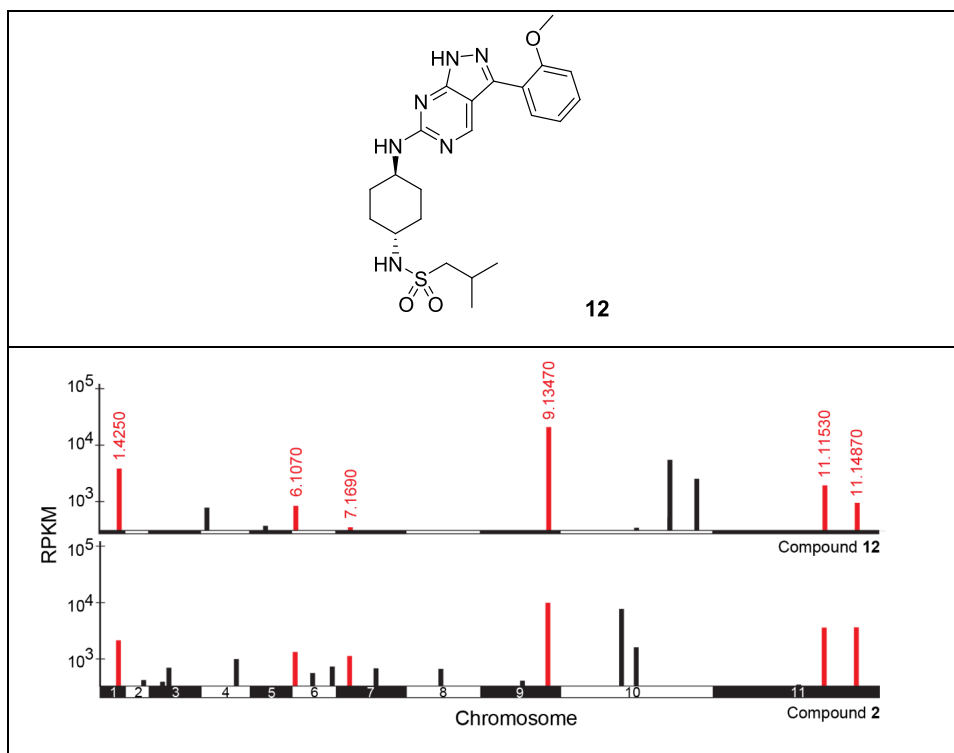 O
HN
N
N
N
HN
HN
S
O
O
12
RPKM
10^5
10^4
10^3
1.4250
6.1070
7.1690
9.13470
11.11530
11.14870
Compound 12
10^5
10^4
10^3
1 2 3 4 5 6 7 8 9 10 11
Chromosome
Compound 2